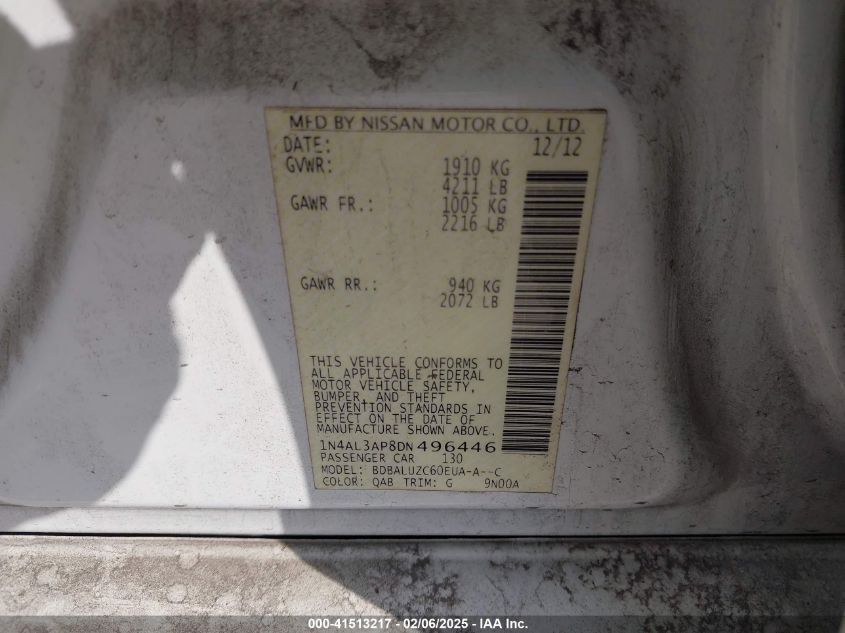 MFD BY NISSAN MOTOR CO., LTD.
DATE: 12/12
GVWR: 1910 KG
4211 LB
GAWR FR.: 1005 KG
2216 LB
GAWR RR.: 940 KG
2072 LB
THIS VEHICLE CONFORMS TO
ALL APPLICABLE FEDERAL
MOTOR VEHICLE SAFETY,
BUMPER, AND THEFT
PREVENTION STANDARDS IN
EFFECT ON THE DATE OF
MANUFACTURE SHOWN ABOVE.
1N4AL3AP8DN496446
PASSENGER CAR 130
MODEL: BDBALUZC60EUA-A--C
COLOR: QAB TRIM: G 9N00A
000-41513217 - 02/06/2025 - IAA, Inc.